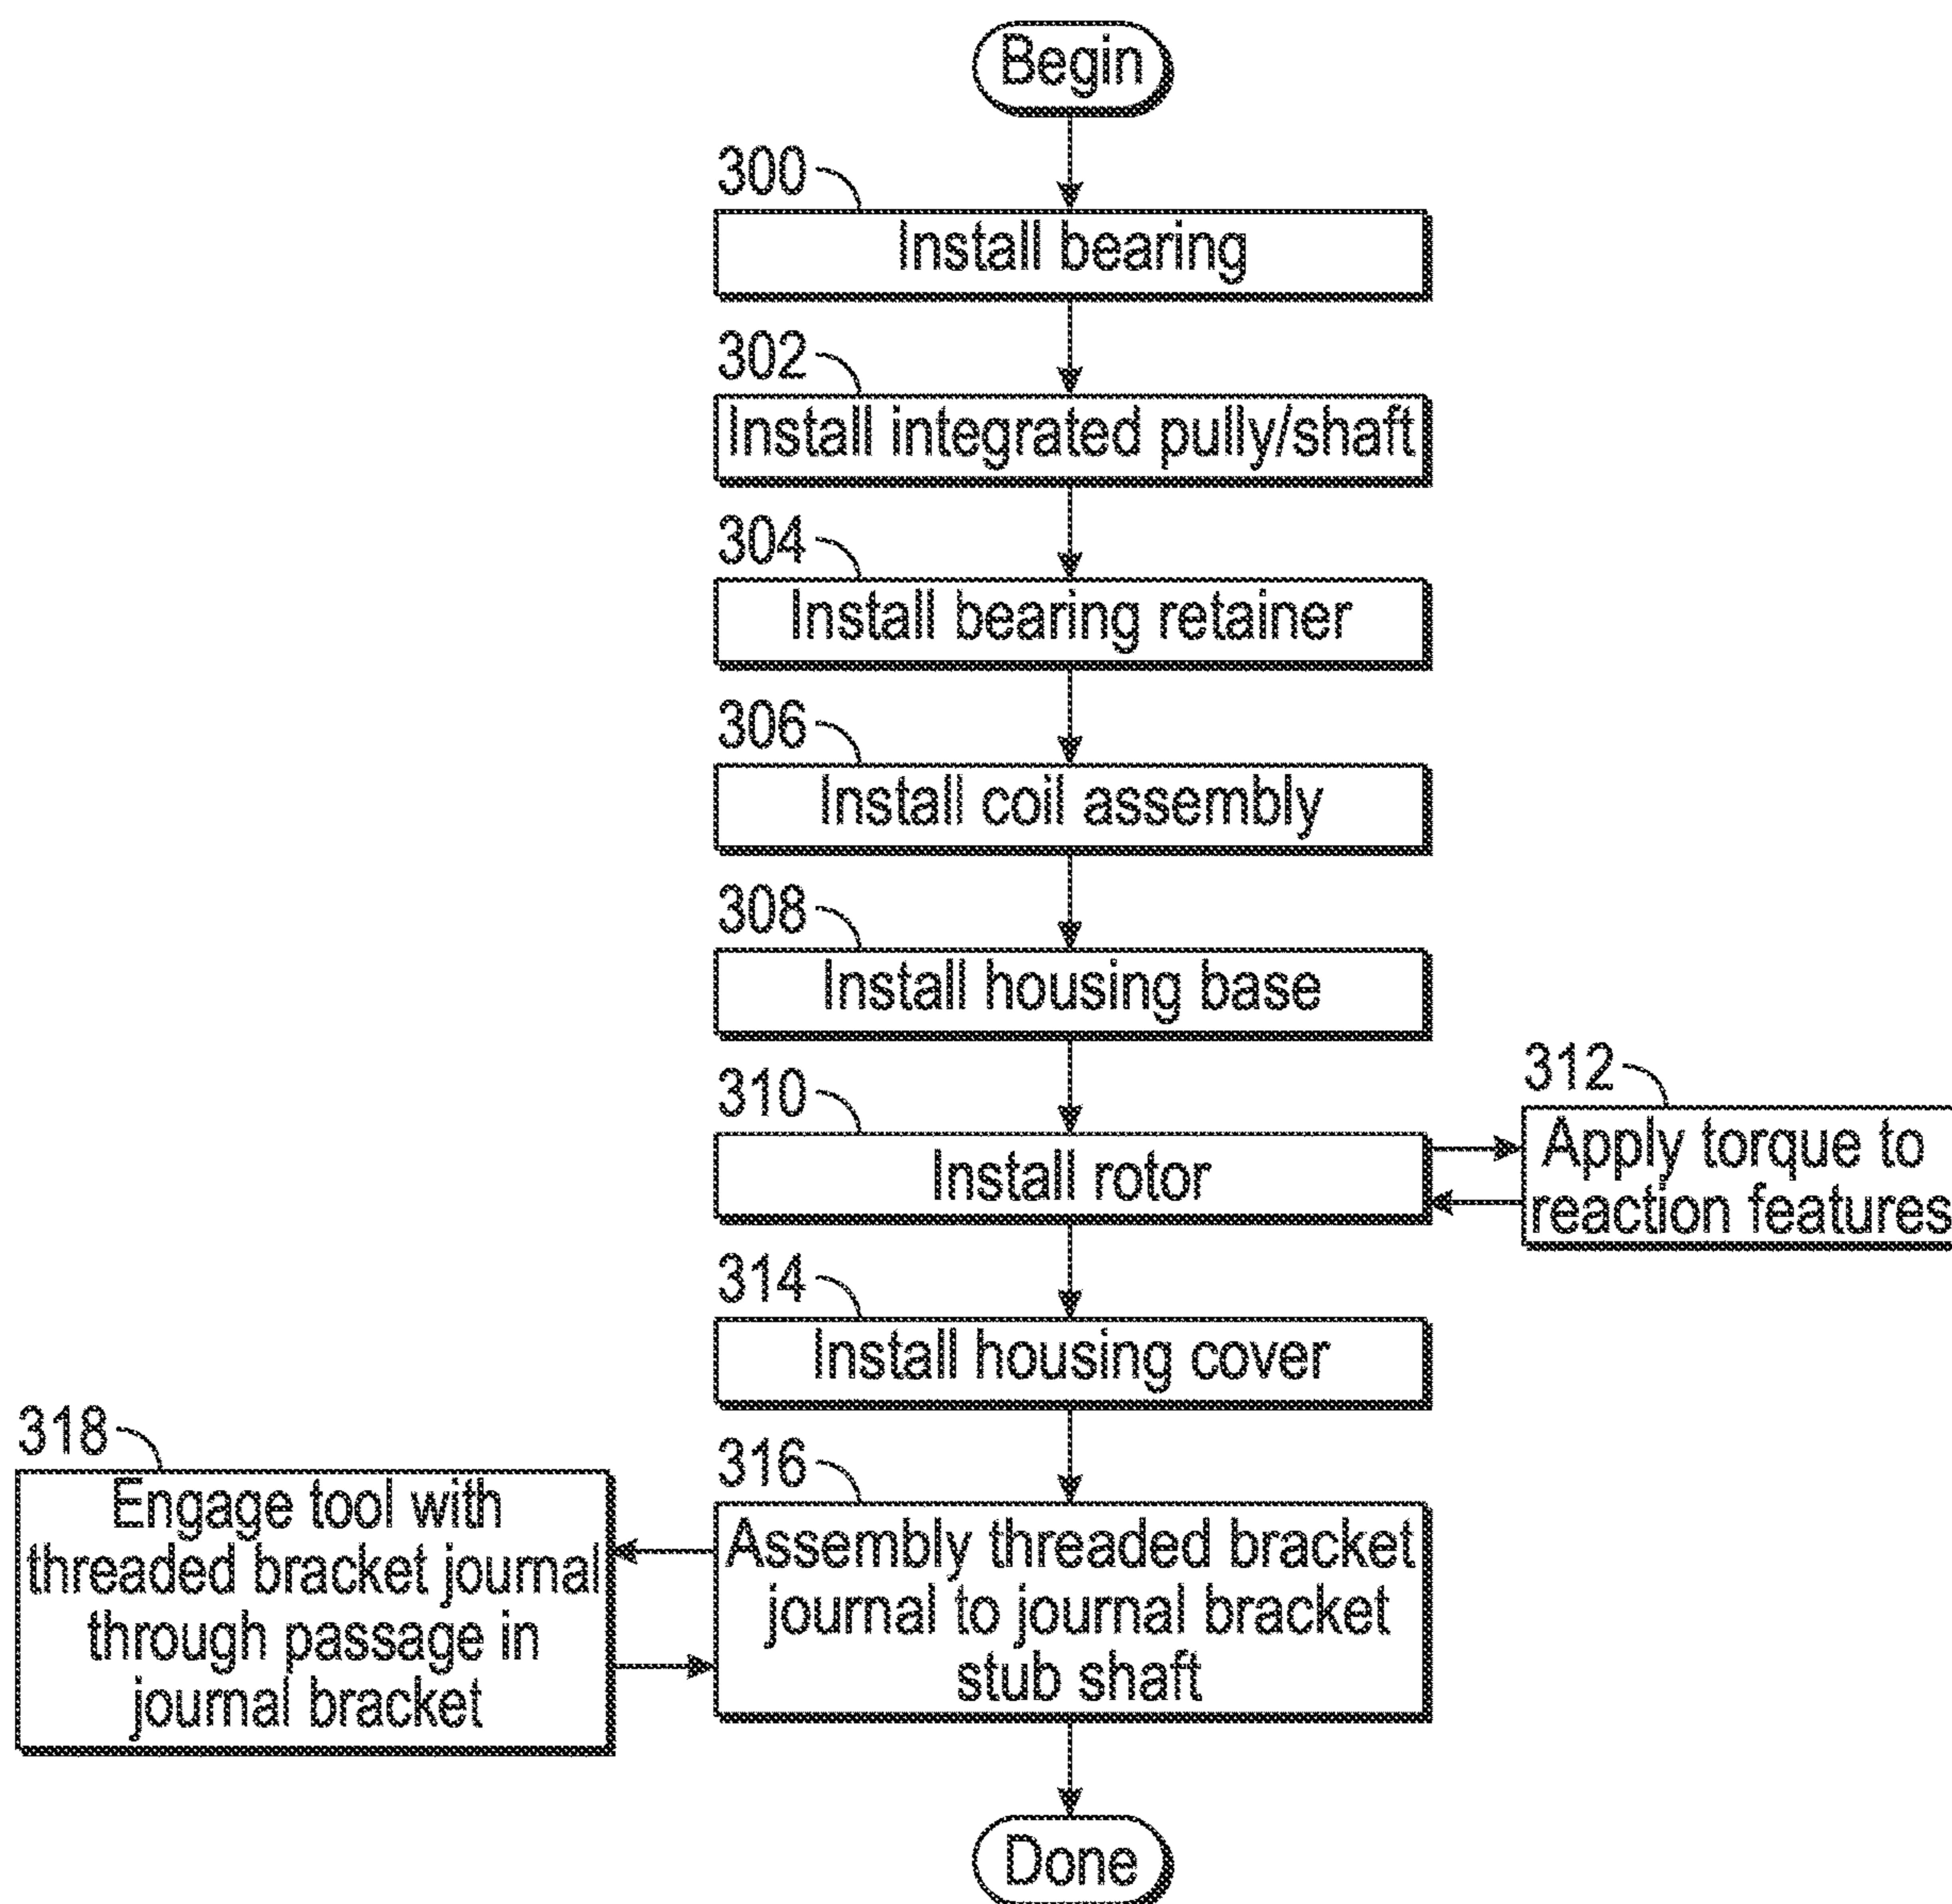 Begin
300
Install bearing
302
Install integrated pully/shaft
304
Install bearing retainer
306
Install coil assembly
308
Install housing base
310
Install rotor
312
Apply torque to
reaction features
314
Install housing cover
316
Assembly threaded bracket
journal to journal bracket
stub shaft
318
Engage tool with
threaded bracket journal
through passage in
journal bracket
Done